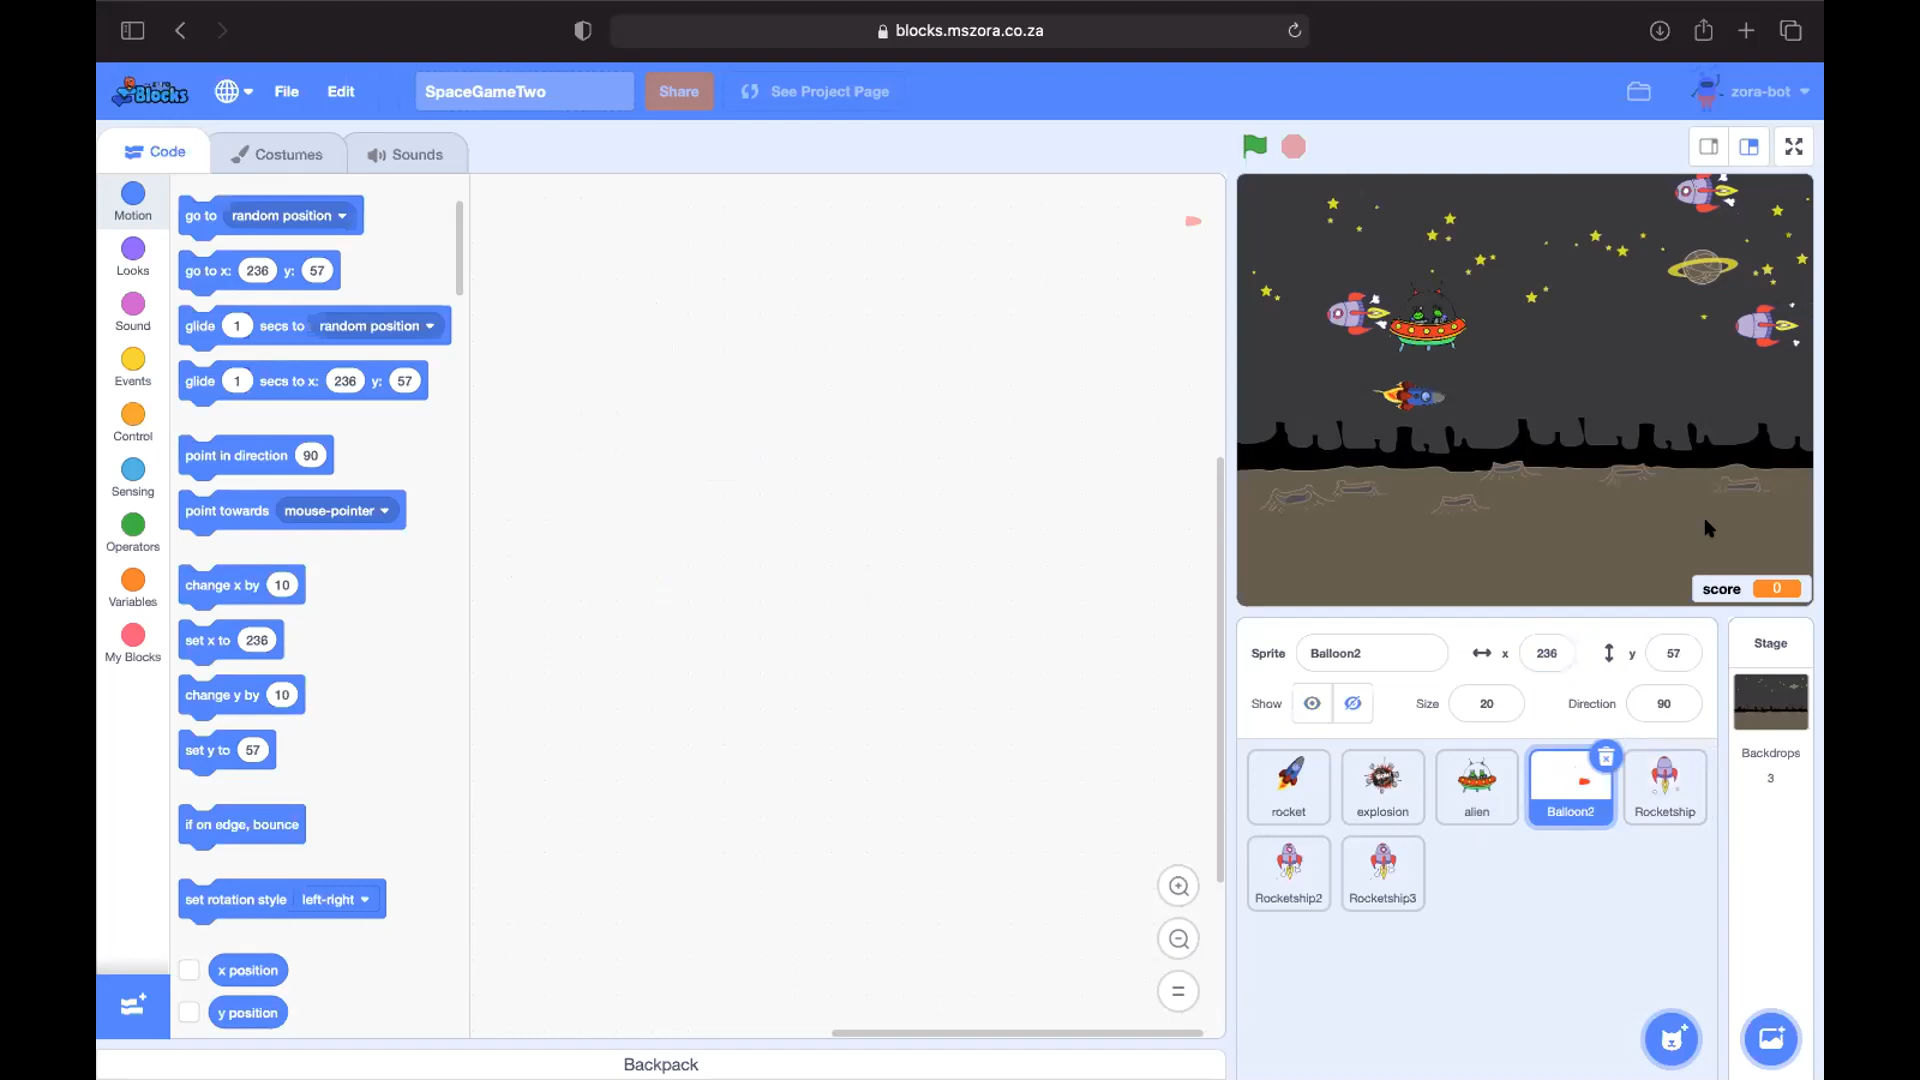 blocks.mszora.co.za
Blocks
File
Edit
SpaceGameTwo
Share
See Project Page
zora-bot
Code
Costumes
Sounds
Motion
Looks
Sound
Events
Control
Sensing
Operators
Variables
My Blocks
go to random position
go to x: 236 y: 57
glide 1 secs to random position
glide 1 secs to x: 236 y: 57
point in direction 90
point towards mouse-pointer
change x by 10
set x to 236
change y by 10
set y to 57
if on edge, bounce
set rotation style left-right
x position
y position
Backpack
score 0
Sprite Balloon2 x 236 y 57
Show Size 20 Direction 90
rocket
explosion
alien
Balloon2
Rocketship
Rocketship2
Rocketship3
Stage
Backdrops
3